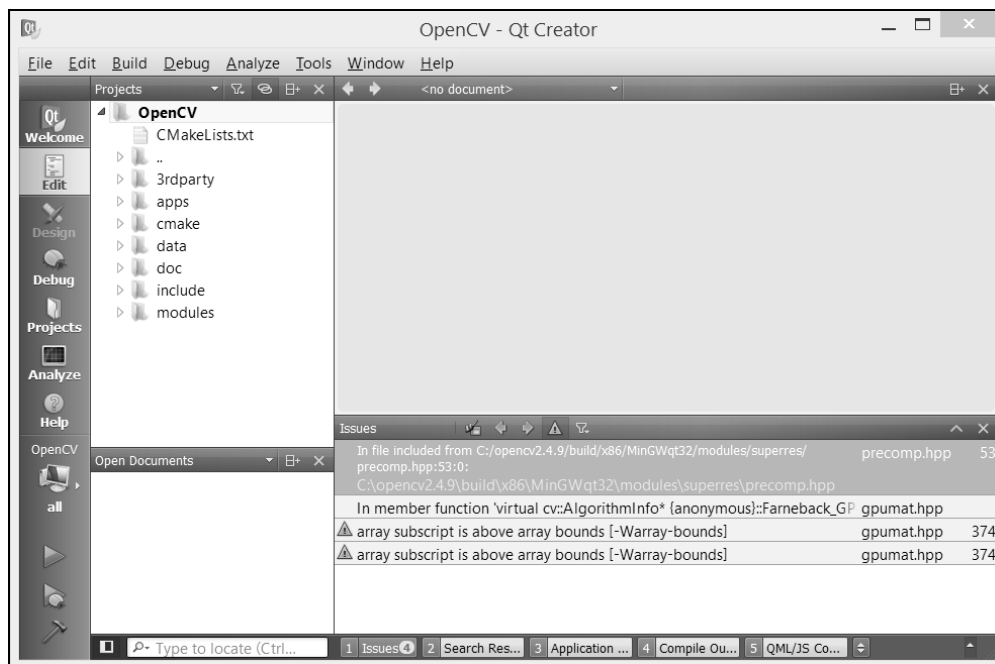 OpenCV - Qt Creator
File Edit Build Debug Analyze Tools Window Help
Projects
<no document>
Qt
Welcome
Edit
Design
Debug
Projects
Analyze
Help
OpenCV
all
OpenCV
CMakeLists.txt
..
3rdparty
apps
cmake
data
doc
include
modules
Open Documents
Issues
In file included from C:/opencv2.4.9/build/x86/MinGWqt32/modules/superres/ precomp.hpp 53
precomp.hpp:53:0:
C:\opencv2.4.9\build\x86\MinGWqt32\modules\superres\precomp.hpp
In member function 'virtual cv::AlgorithmInfo* {anonymous}::Farneback_GP gpumat.hpp
array subscript is above array bounds [-Warray-bounds] gpumat.hpp 374
array subscript is above array bounds [-Warray-bounds] gpumat.hpp 374
Type to locate (Ctrl... 1 Issues 4 2 Search Res... 3 Application ... 4 Compile Ou... 5 QML/JS Co...